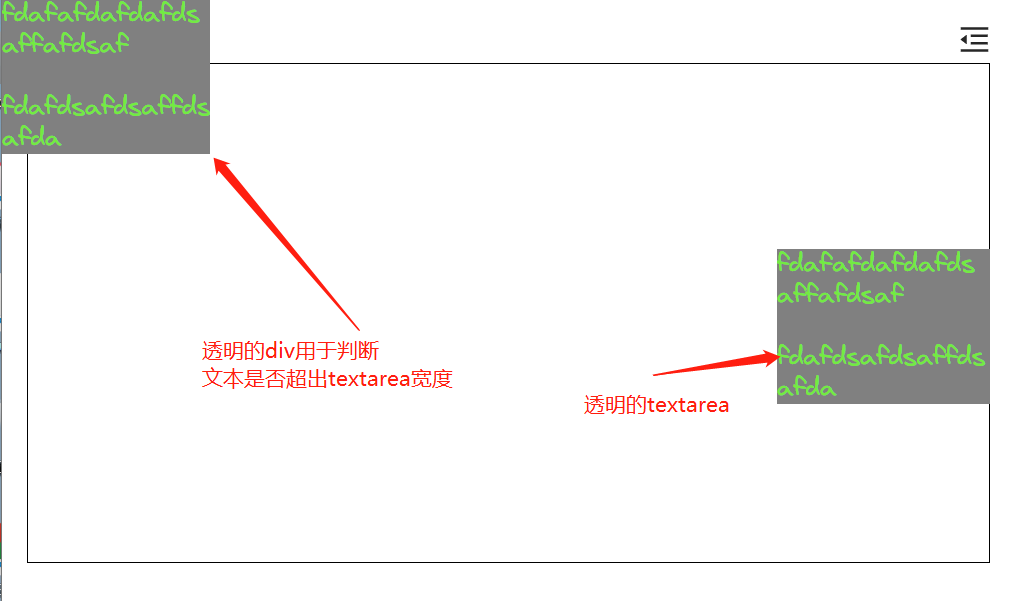 fdafafdafdafds
affafdsaf
fdafdsafdsaffds
afda
透明的div用于判断
文本是否超出textarea宽度
fdafafdafdafds
affafdsaf
fdafdsafdsaffds
afda
透明的textarea